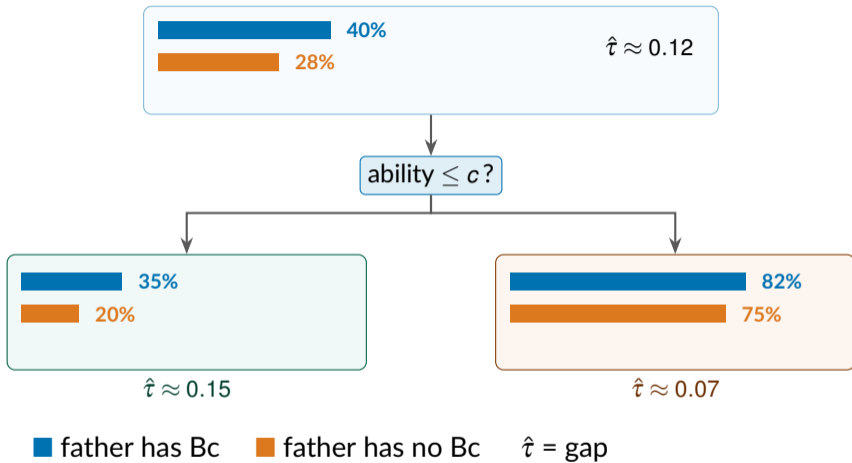 40%
28%
τ̂ ≈ 0.12
ability ≤ c ?
35%
20%
82%
75%
τ̂ ≈ 0.15
τ̂ ≈ 0.07
father has Bc father has no Bc τ̂ = gap